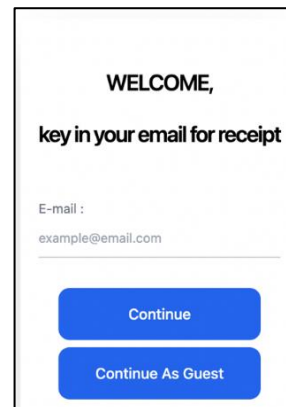 WELCOME,
key in your email for receipt
E-mail :
example@email.com
Continue
Continue As Guest